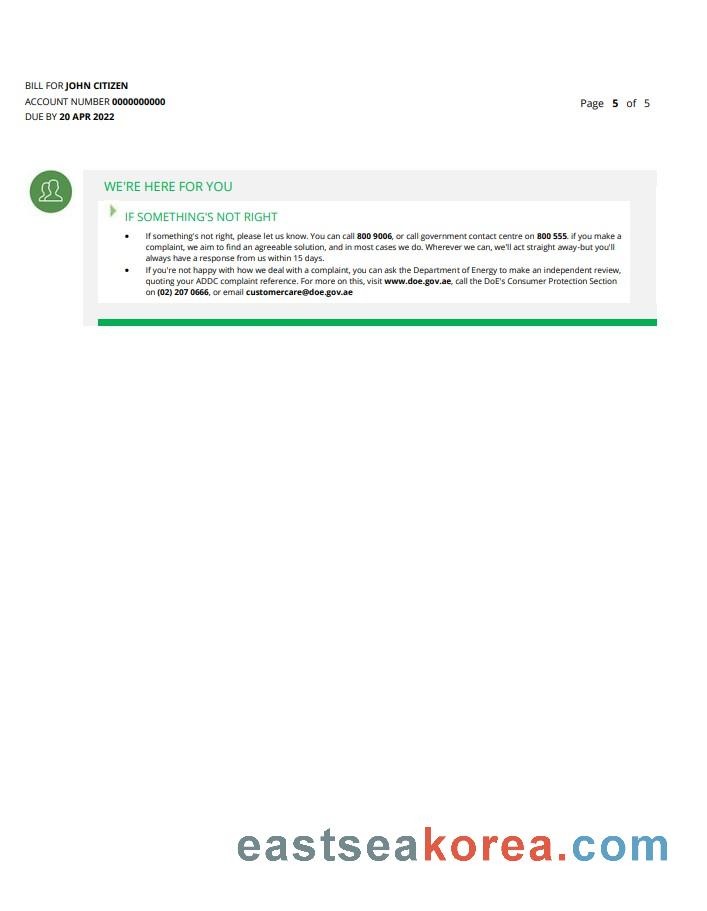 BILL FOR JOHN CITIZEN
ACCOUNT NUMBER 0000000000
DUE BY 20 APR 2022
Page 5 of 5
WE'RE HERE FOR YOU
IF SOMETHING'S NOT RIGHT
• If something's not right, please let us know. You can call 800 9006, or call government contact centre on 800 555. if you make a
complaint, we aim to find an agreeable solution, and in most cases we do. Wherever we can, we'll act straight away-but you'll
always have a response from us within 15 days.
• If you're not happy with how we deal with a complaint, you can ask the Department of Energy to make an independent review,
quoting your ADDC complaint reference. For more on this, visit www.doe.gov.ae, call the DoE's Consumer Protection Section
on (02) 207 0666, or email customercare@doe.gov.ae
eastseakorea.com